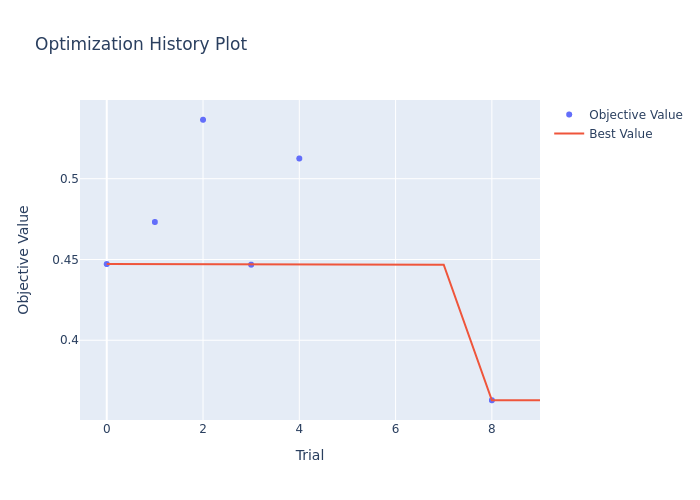 Optimization History Plot
Objective Value
Best Value
0.5
0.45
0.4
Objective Value
0
2
4
6
8
Trial